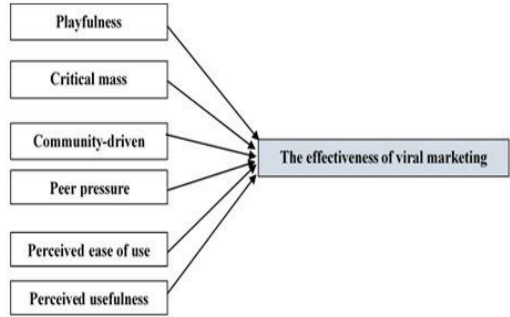 Playfulness
Critical mass
Community-driven
The effectiveness of viral marketing
Peer pressure
Perceived ease of use
Perceived usefulness